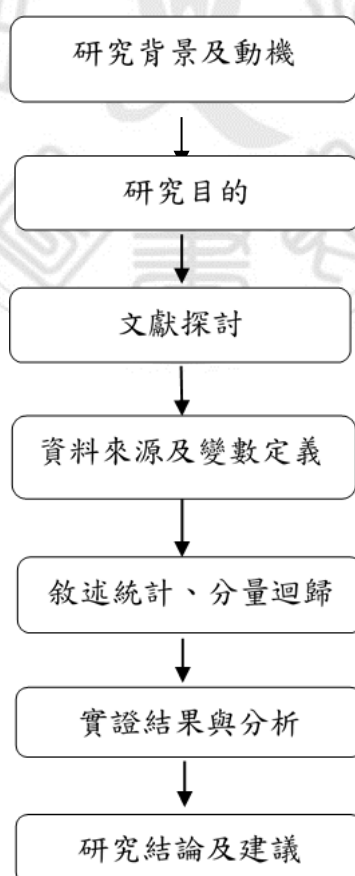 研究背景及動機
研究目的
文獻探討
資料來源及變數定義
敘述統計、分量迴歸
實證結果與分析
研究結論及建議